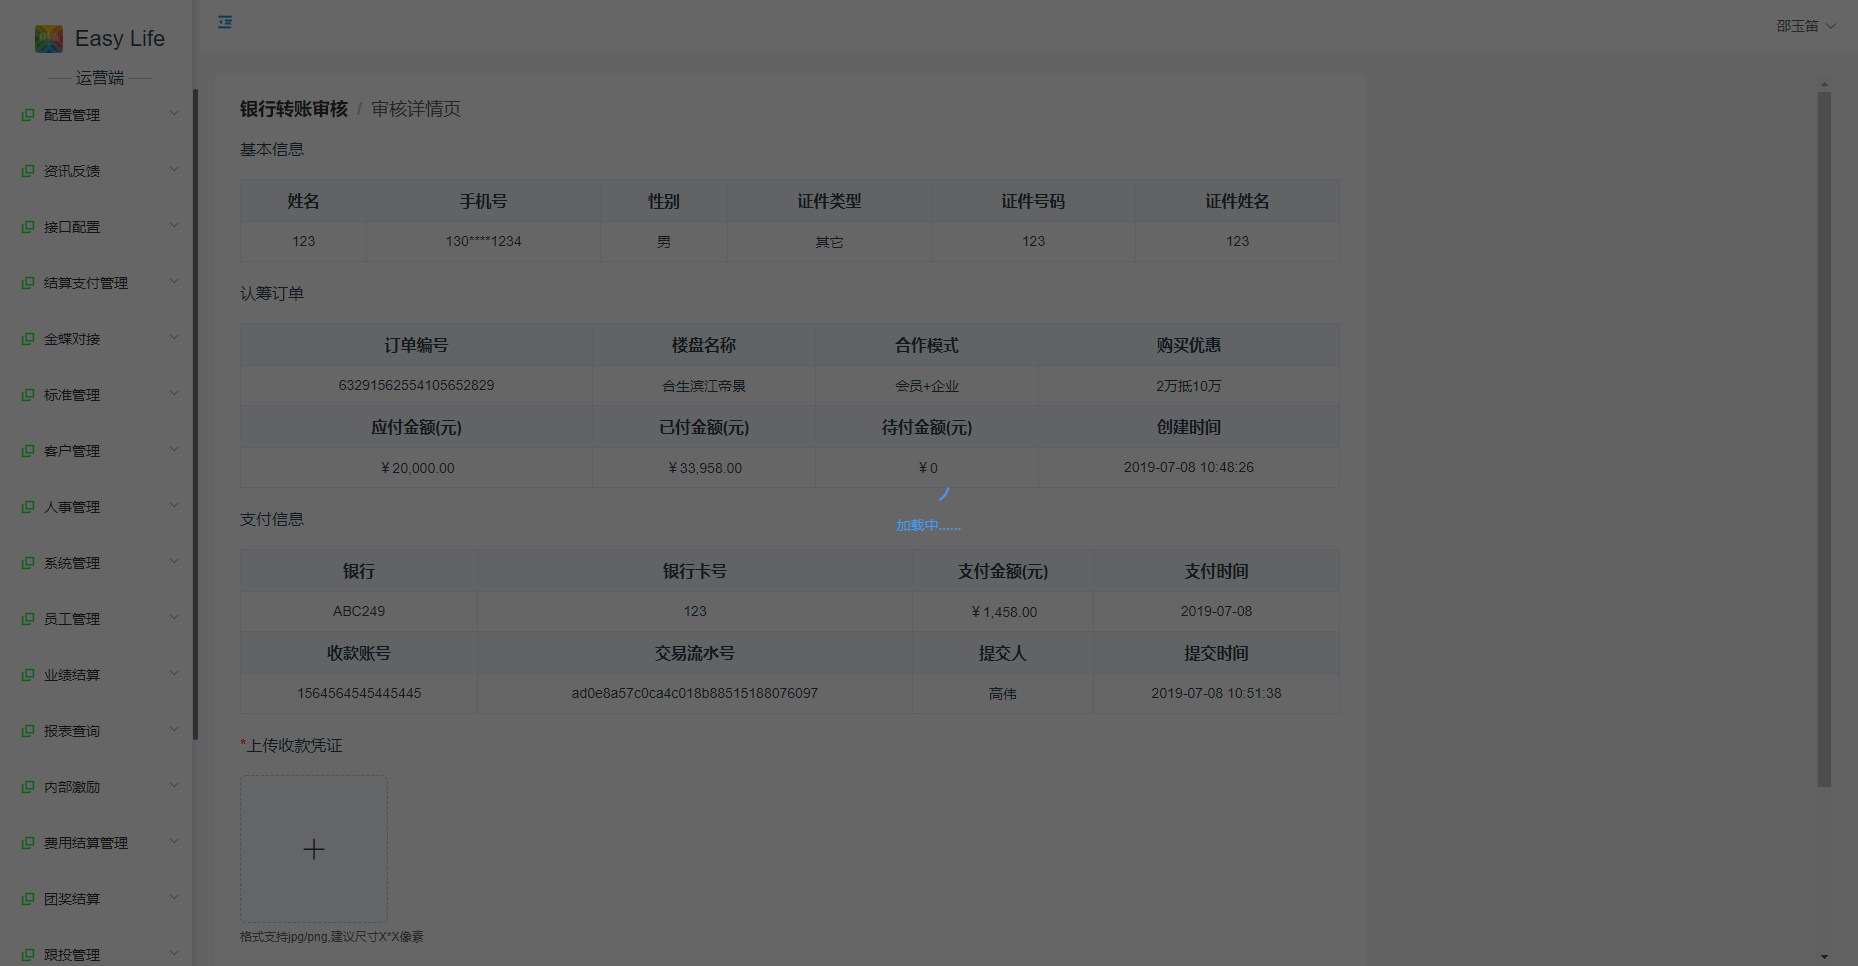 Easy Life
运营端
配置管理
资讯反馈
接口配置
结算支付管理
金蝶对接
标准管理
客户管理
人事管理
系统管理
员工管理
业绩结算
报表查询
内部激励
费用结算管理
团奖结算
跟投管理
邵玉笛
银行转账审核 / 审核详情页
基本信息
姓名 手机号 性别 证件类型 证件号码 证件姓名
123 130****1234 男 其它 123 123
认筹订单
订单编号 楼盘名称 合作模式 购买优惠
63291562554105652829 合生滨江帝景 会员+企业 2万抵10万
应付金额(元) 已付金额(元) 待付金额(元) 创建时间
¥20,000.00 ¥33,958.00 ¥0 2019-07-08 10:48:26
加载中......
支付信息
银行 银行卡号 支付金额(元) 支付时间
ABC249 123 ¥1,458.00 2019-07-08
收款账号 交易流水号 提交人 提交时间
1564564545445445 ad0e8a57c0ca4c018b88515188076097 高伟 2019-07-08 10:51:38
*上传收款凭证
格式支持jpg/png,建议尺寸X*X像素